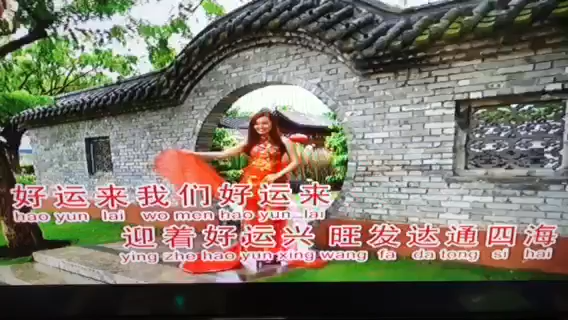 好运来我们好运来
hao yun lai wo men hao yun lai
迎着好运兴旺发达通四海
ying zhe hao yun xing wang fa da tong si hai